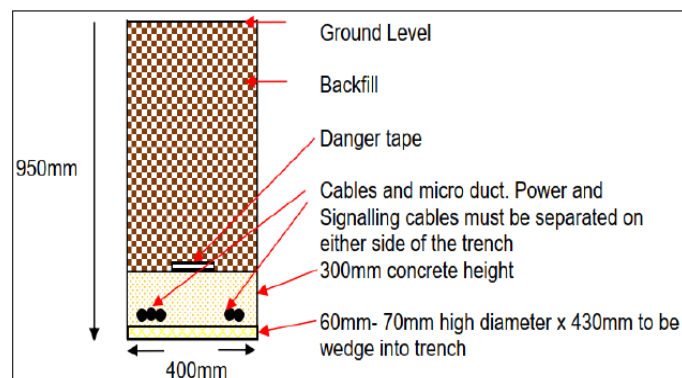 Ground Level
Backfill
Danger tape
950mm
Cables and micro duct. Power and
Signalling cables must be separated on
either side of the trench
300mm concrete height
60mm- 70mm high diameter x 430mm to be
wedge into trench
400mm